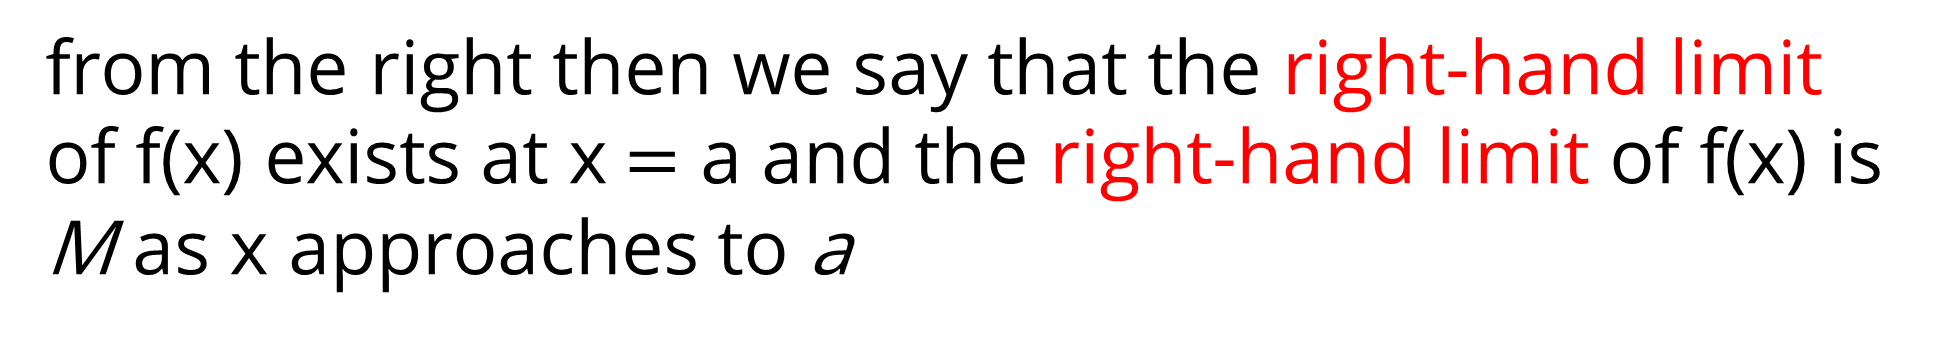 from the right then we say that the right-hand limit
of f(x) exists at x = a and the right-hand limit of f(x) is
M as x approaches to a